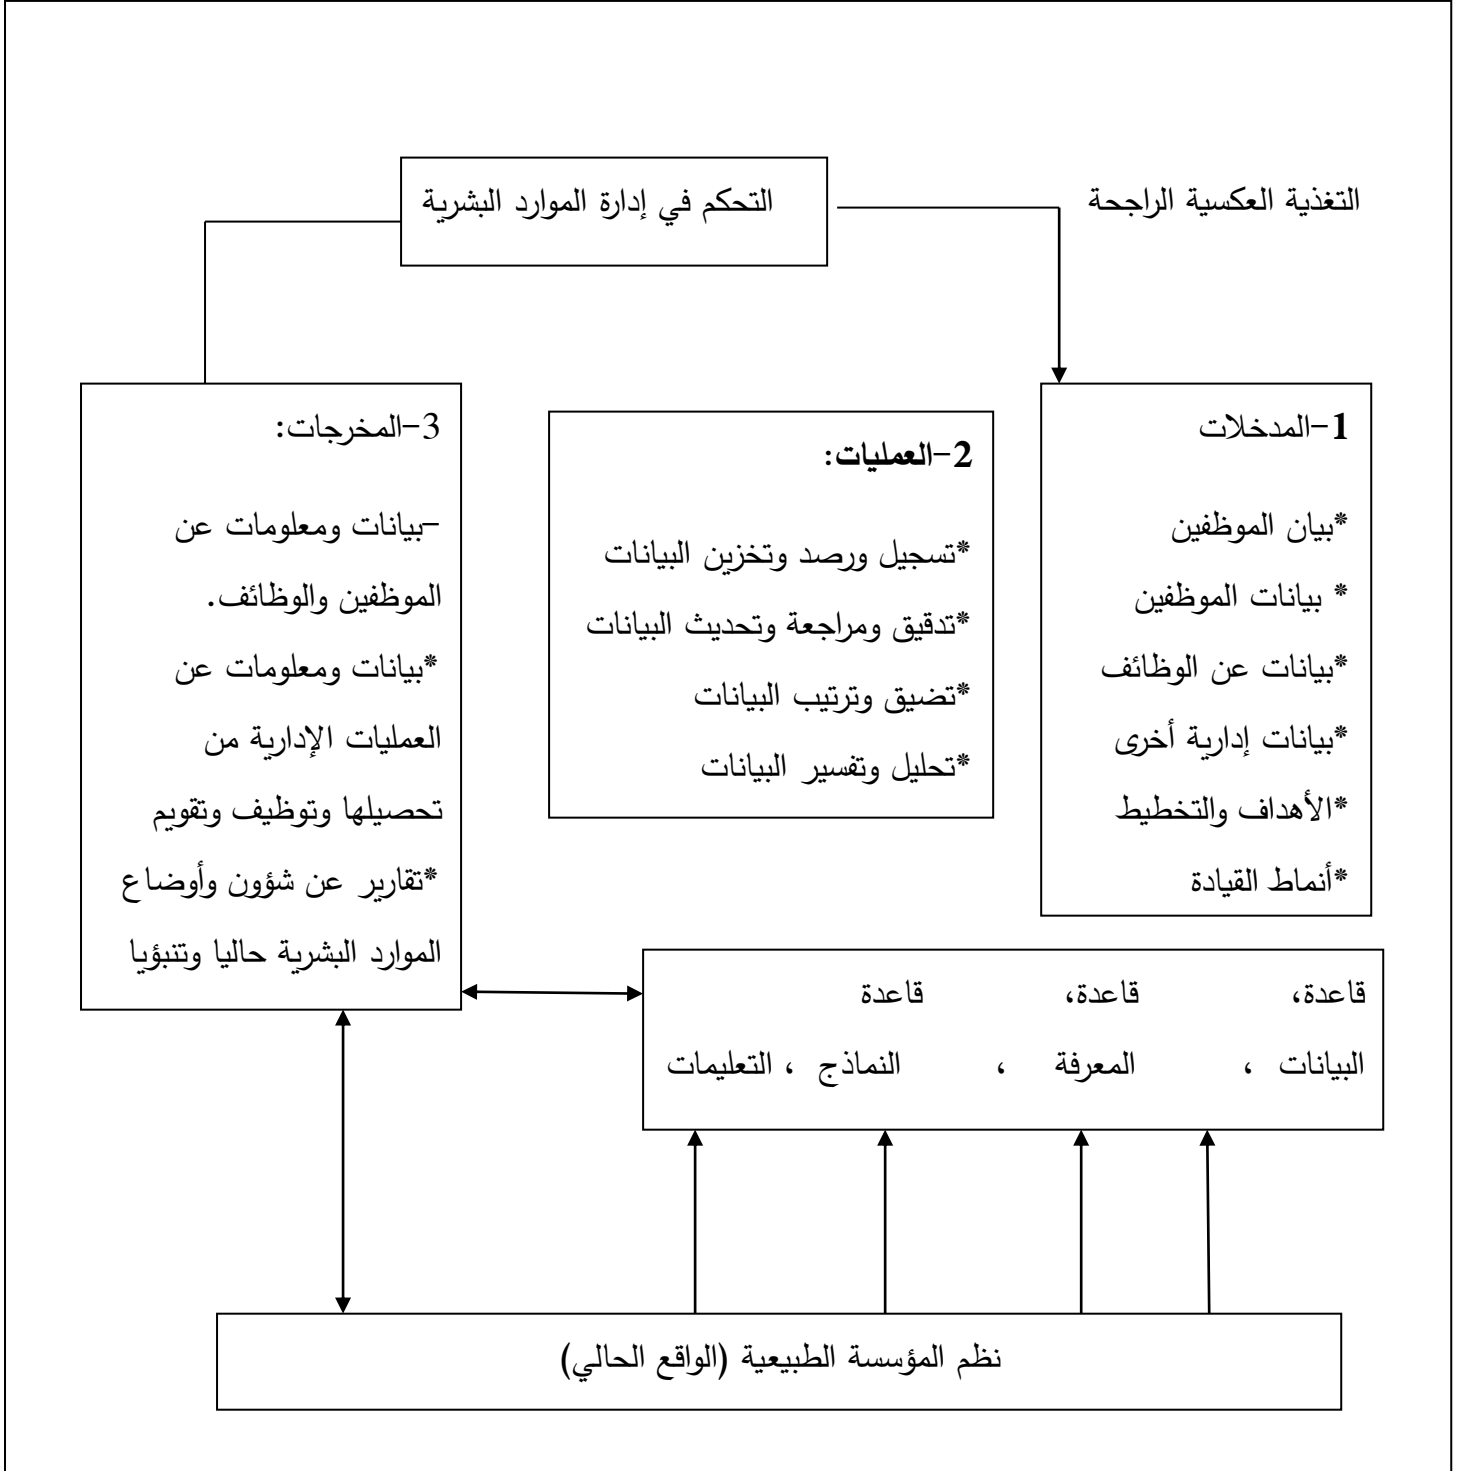 التحكم في إدارة الموارد البشرية
التغذية العكسية الراجحة
1-المدخلات
*بيان الموظفين
* بيانات الموظفين
*بيانات عن الوظائف
*بيانات إدارية أخرى
*الأهداف والتخطيط
*أنماط القيادة
2-العمليات:
*تسجيل ورصد وتخزين البيانات
*تدقيق ومراجعة وتحديث البيانات
*تضيق وترتيب البيانات
*تحليل وتفسير البيانات
3-المخرجات:
-بيانات ومعلومات عن
الموظفين والوظائف.
*بيانات ومعلومات عن
العمليات الإدارية من
تحصيلها وتوظيف وتقويم
*تقارير عن شؤون وأوضاع
الموارد البشرية حاليا وتنبؤيا
قاعدة، قاعدة، قاعدة
البيانات ، المعرفة ، النماذج ، التعليمات
نظم المؤسسة الطبيعية (الواقع الحالي)